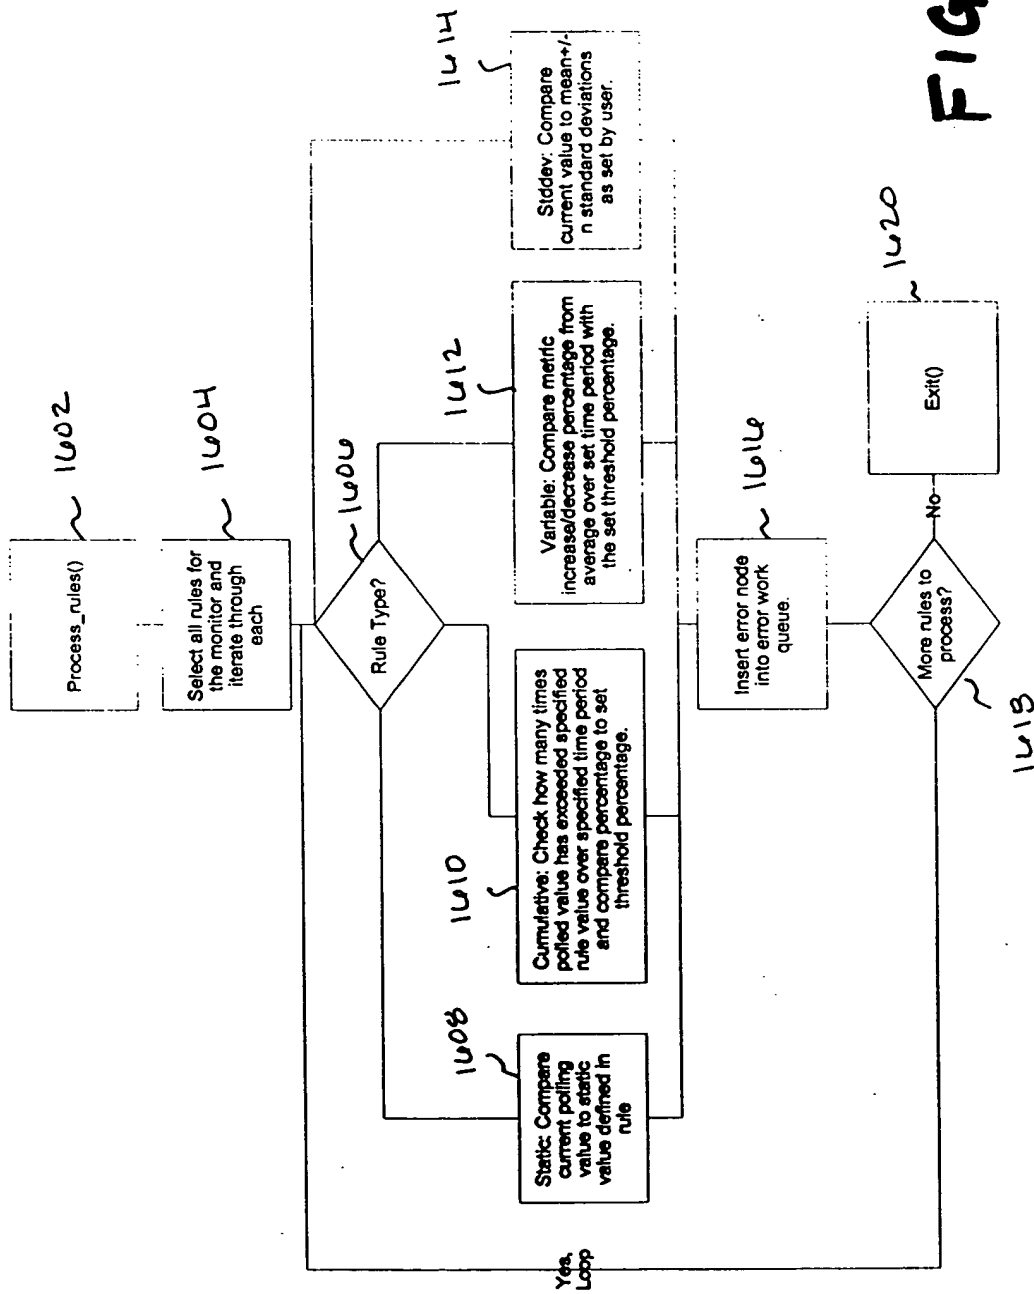 Process_rules()
1602
Select all rules for
the monitor and
iterate through
each
1604
Rule Type?
1606
Static: Compare
current polling
value to static
value defined in
rule
1608
Cumulative: Check how many times
polled value has exceeded specified
rule value over specified time period
and compare percentage to set
threshold percentage.
1610
Variable: Compare metric
increase/decrease percentage from
average over set time period with
the set threshold percentage.
1612
Stddev: Compare
current value to mean+/-
n standard deviations
as set by user.
1614
Insert error node
into error work
queue.
1616
More rules to
process?
1618
Yes,
Loop
No
Exit()
1620
FIG